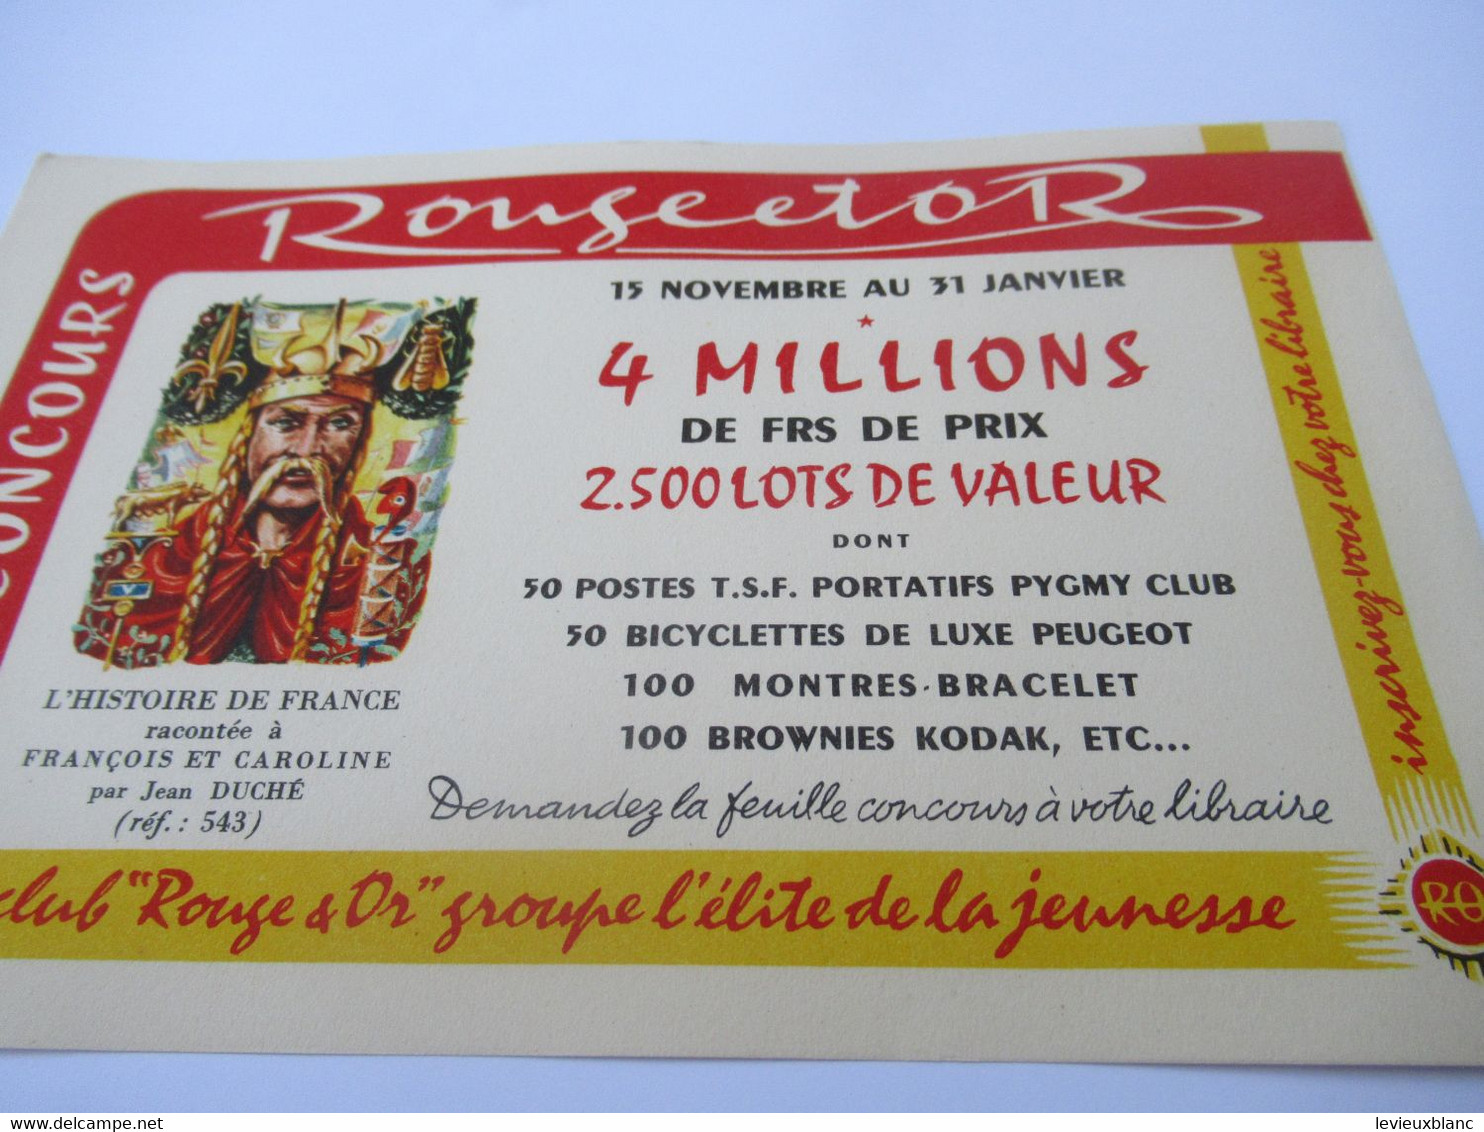 CONCOURS
Rouge et oR
15 NOVEMBRE AU 31 JANVIER
4 MILLIONS
DE FRS DE PRIX
2.500 LOTS DE VALEUR
DONT
50 POSTES T.S.F. PORTATIFS PYGMY CLUB
50 BICYCLETTES DE LUXE PEUGEOT
100 MONTRES-BRACELET
100 BROWNIES KODAK, ETC...
Demandez la feuille concours à votre libraire
L'HISTOIRE DE FRANCE
racontée à
FRANÇOIS ET CAROLINE
par Jean DUCHÉ
(réf. : 543)
inscrivez-vous chez votre libraire
club "Rouge & Or" groupe l'élite de la jeunesse
delcampe.net
levieuxblanc